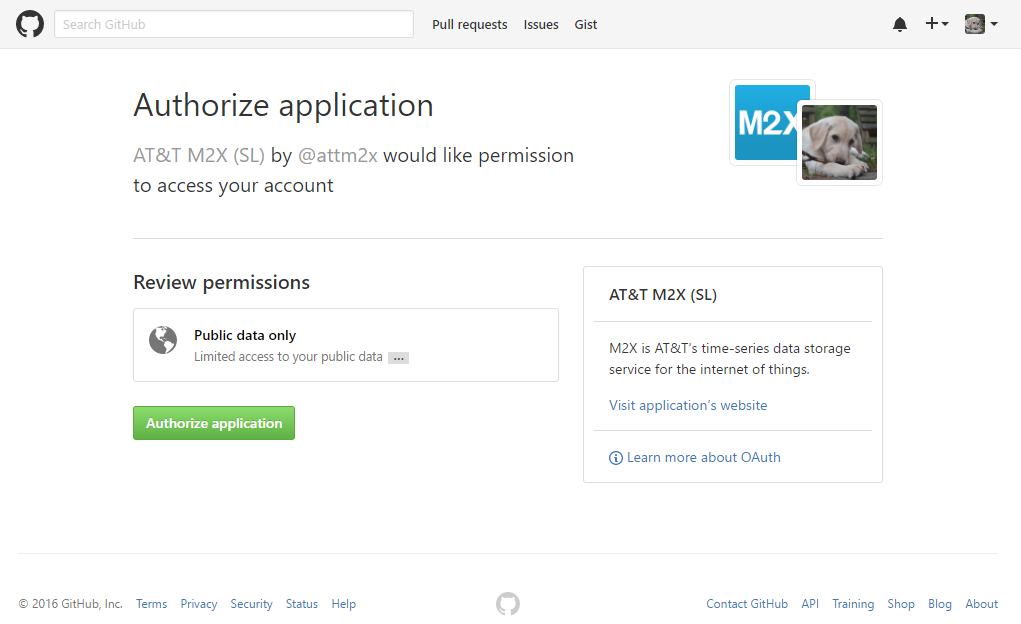 Search GitHub
Pull requests
Issues
Gist
Authorize application
AT&T M2X (SL) by @attm2x would like permission
to access your account
M2X
Review permissions
Public data only
Limited access to your public data ...
Authorize application
AT&T M2X (SL)
M2X is AT&T's time-series data storage
service for the internet of things.
Visit application's website
Learn more about OAuth
© 2016 GitHub, Inc. Terms Privacy Security Status Help
Contact GitHub API Training Shop Blog About